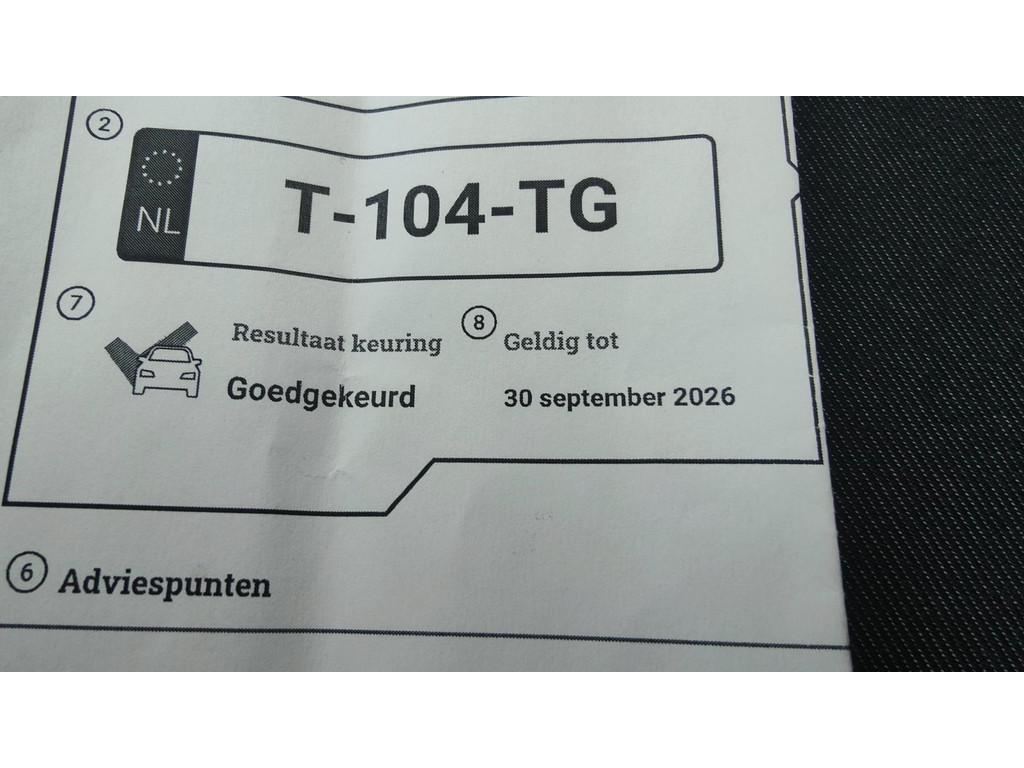 2
NL
T-104-TG
7
Resultaat keuring
Goedgekeurd
8
Geldig tot
30 september 2026
6
Adviespunten